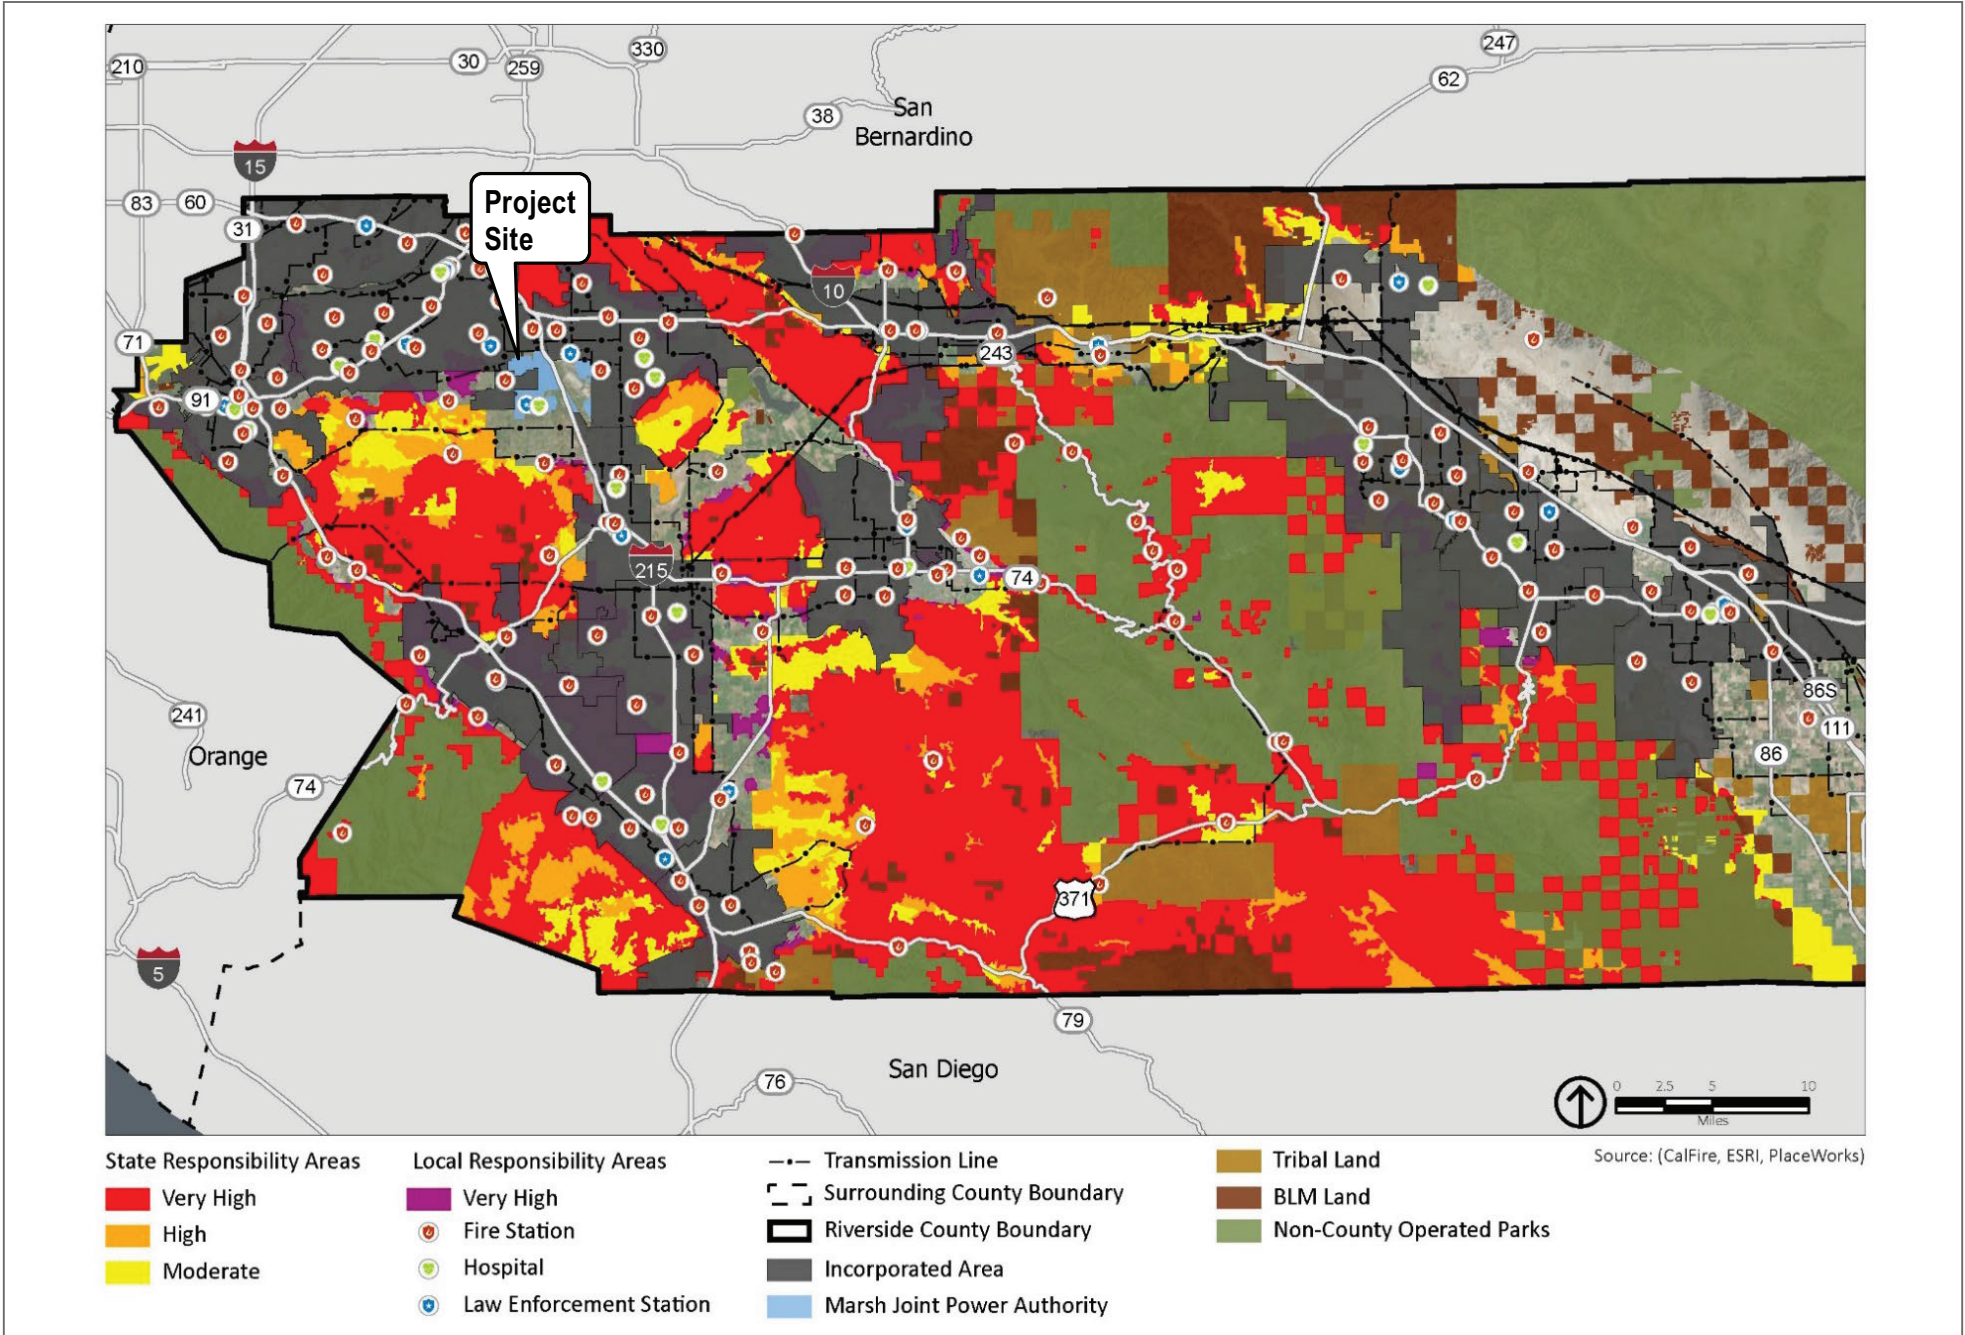 210
30
259
330
247
62
San
Bernardino
38
15
83
60
31
Project
Site
10
71
91
243
215
74
86S
111
86
241
Orange
74
371
5
79
San Diego
76
0 2.5 5 10
Miles
State Responsibility Areas
Very High
High
Moderate
Local Responsibility Areas
Very High
Fire Station
Hospital
Law Enforcement Station
Transmission Line
Surrounding County Boundary
Riverside County Boundary
Incorporated Area
Marsh Joint Power Authority
Tribal Land
BLM Land
Non-County Operated Parks
Source: (CalFire, ESRI, PlaceWorks)